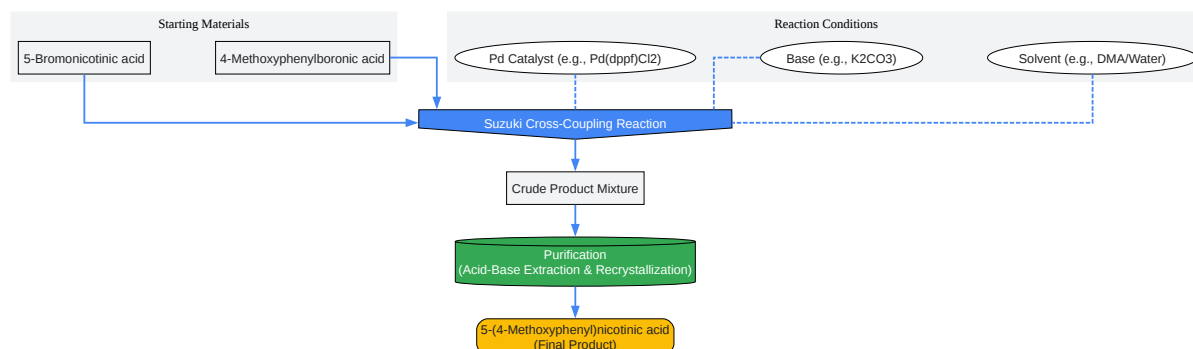 Starting Materials
Reaction Conditions
5-Bromonicotinic acid
4-Methoxyphenylboronic acid
Pd Catalyst (e.g., Pd(dppf)Cl2)
Base (e.g., K2CO3)
Solvent (e.g., DMA/Water)
Suzuki Cross-Coupling Reaction
Crude Product Mixture
Purification
(Acid-Base Extraction & Recrystallization)
5-(4-Methoxyphenyl)nicotinic acid
(Final Product)